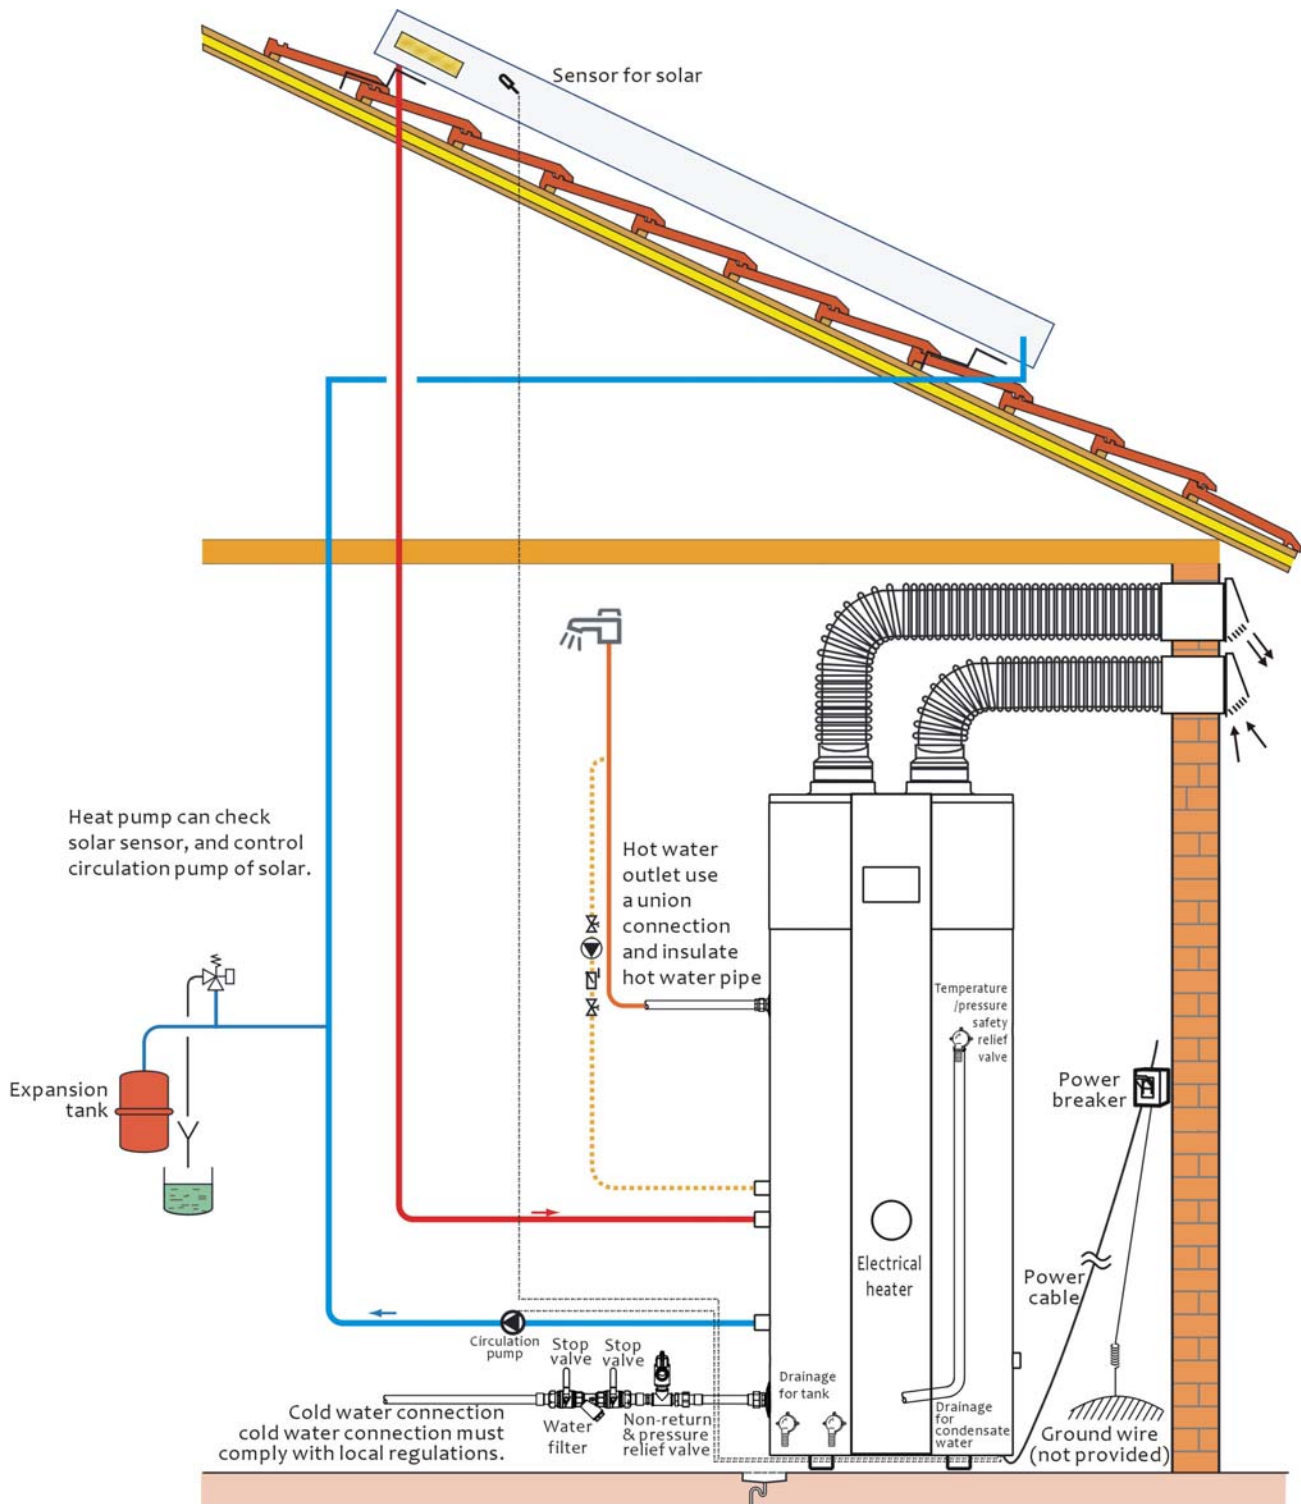 Sensor for solar
Heat pump can check
solar sensor, and control
circulation pump of solar.
Hot water
outlet use
a union
connection
and insulate
hot water pipe
Temperature
/pressure
safety
relief
valve
Expansion
tank
Power
breaker
Electrical
heater
Power
cable
Circulation
pump
Stop
valve
Stop
valve
Drainage
for tank
Cold water connection
cold water connection must
comply with local regulations.
Water
filter
Non-return
& pressure
relief valve
Drainage
for
condensate
water
Ground wire
(not provided)